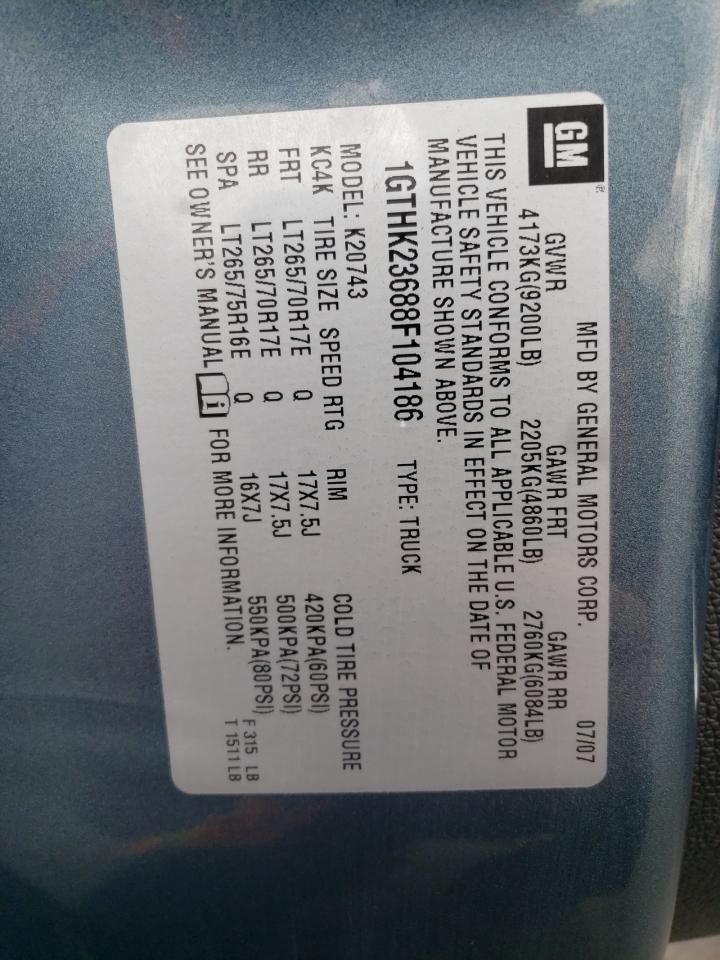 GM
®
MFD BY GENERAL MOTORS CORP. 07/07
GVWR GAWR FRT GAWR RR
4173KG(9200LB) 2205KG(4860LB) 2760KG(6084LB)
THIS VEHICLE CONFORMS TO ALL APPLICABLE U.S. FEDERAL MOTOR
VEHICLE SAFETY STANDARDS IN EFFECT ON THE DATE OF
MANUFACTURE SHOWN ABOVE.
1GTHK23688F104186 TYPE: TRUCK
MODEL: K20743
KC4K TIRE SIZE SPEED RTG RIM COLD TIRE PRESSURE
FRT LT265/70R17E Q 17X7.5J 420KPA(60PSI)
RR LT265/70R17E Q 17X7.5J 500KPA(72PSI)
SPA LT265/75R16E Q 16X7J 550KPA(80PSI)
SEE OWNER'S MANUAL i FOR MORE INFORMATION.
F 315 LB
T 1511 LB